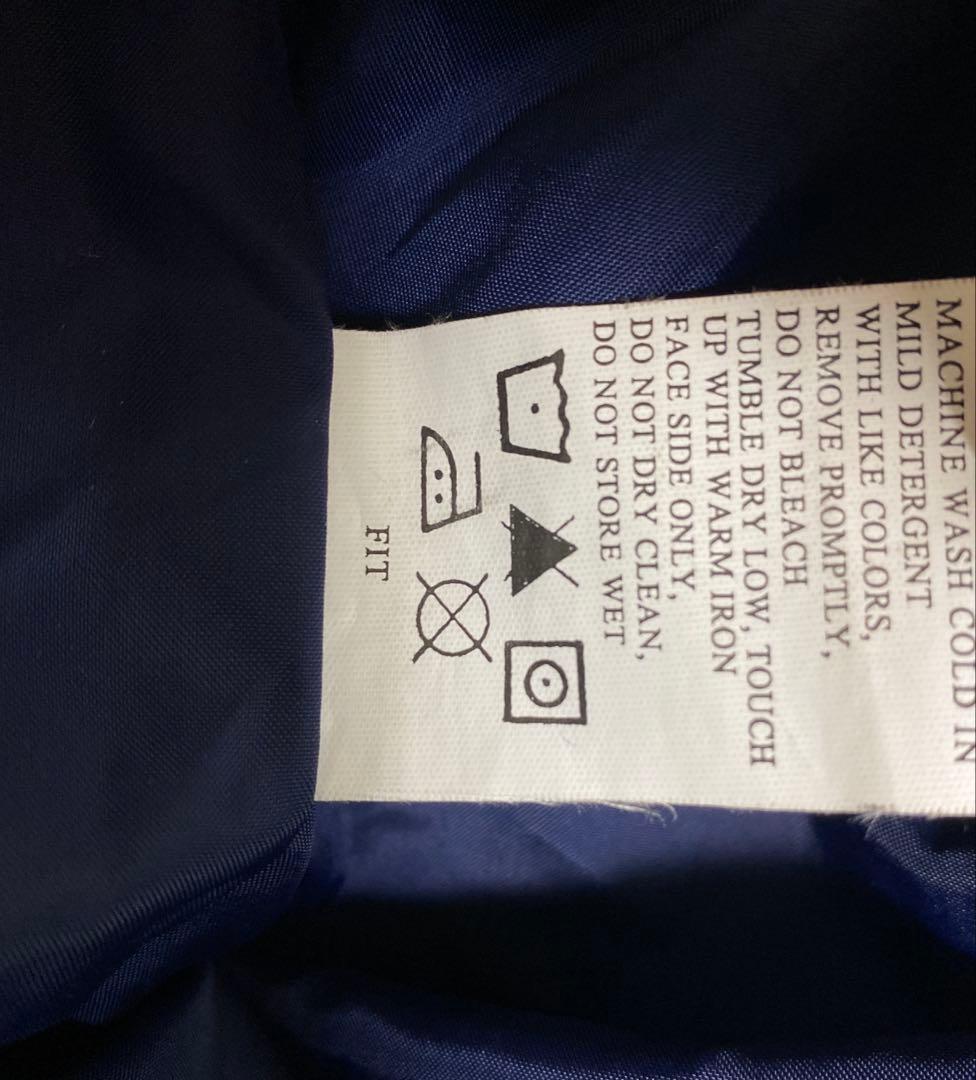 MACHINE WASH COLD IN
MILD DETERGENT
WITH LIKE COLORS,
REMOVE PROMPTLY,
DO NOT BLEACH
TUMBLE DRY LOW, TOUCH
UP WITH WARM IRON
FACE SIDE ONLY,
DO NOT DRY CLEAN,
DO NOT STORE WET
FIT